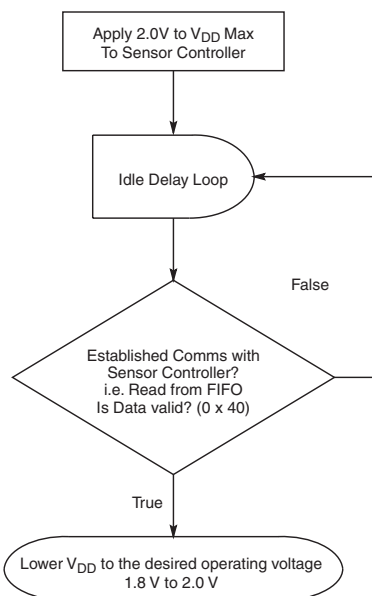 Apply 2.0V to VDD Max
To Sensor Controller
Idle Delay Loop
False
Established Comms with
Sensor Controller?
i.e. Read from FIFO
Is Data valid? (0 x 40)
True
Lower VDD to the desired operating voltage
1.8 V to 2.0 V